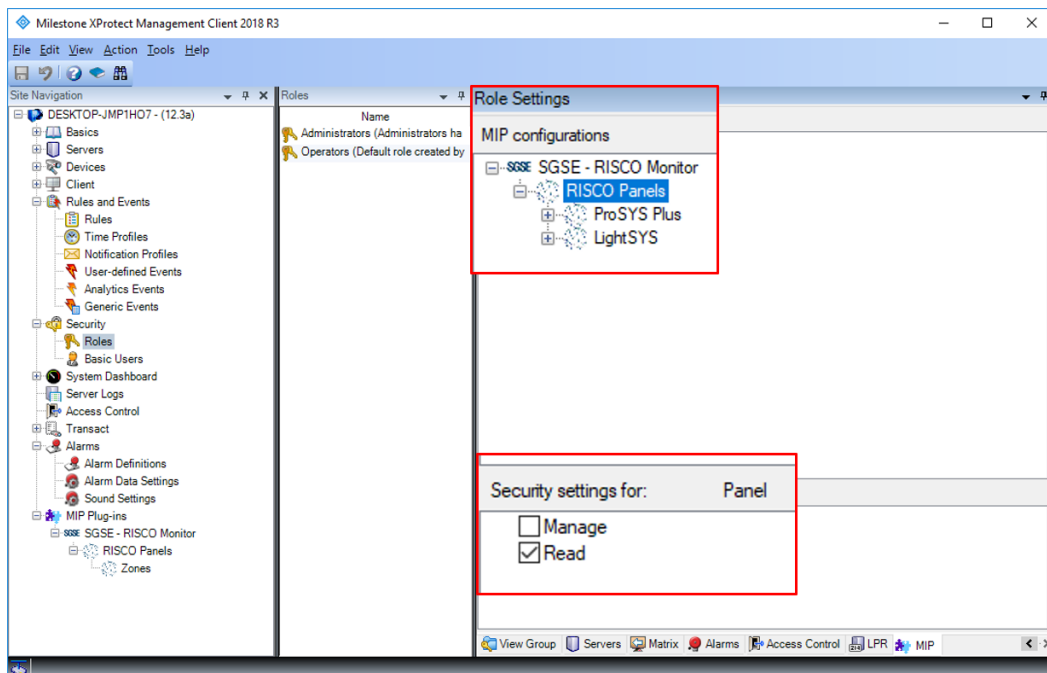 Milestone XProtect Management Client 2018 R3
File Edit View Action Tools Help
Site Navigation
DESKTOP-JMP1HO7 - (12.3a)
Basics
Servers
Devices
Client
Rules and Events
Rules
Time Profiles
Notification Profiles
User-defined Events
Analytics Events
Generic Events
Security
Roles
Basic Users
System Dashboard
Server Logs
Access Control
Transact
Alarms
Alarm Definitions
Alarm Data Settings
Sound Settings
MIP Plug-ins
SGSE SGSE - RISCO Monitor
RISCO Panels
Zones
Roles
Name
Administrators (Administrators ha
Operators (Default role created by
Role Settings
MIP configurations
SGSE SGSE - RISCO Monitor
RISCO Panels
ProSYS Plus
LightSYS
Security settings for: Panel
Manage
Read
View Group Servers Matrix Alarms Access Control LPR MIP